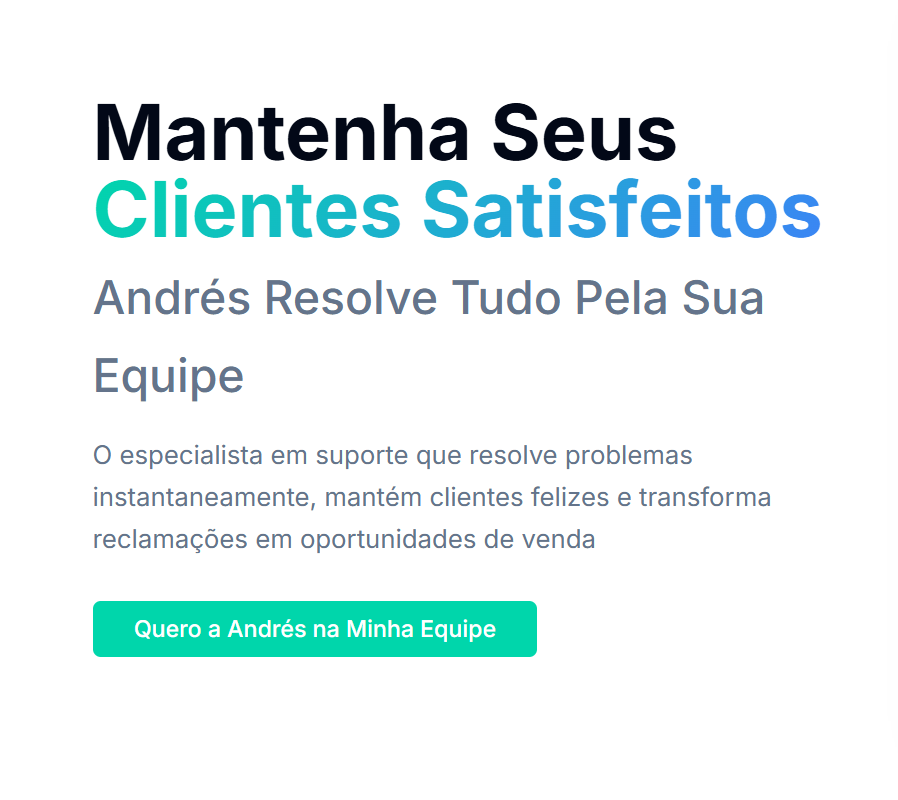 Mantenha Seus
Clientes Satisfeitos
Andrés Resolve Tudo Pela Sua
Equipe
O especialista em suporte que resolve problemas
instantaneamente, mantém clientes felizes e transforma
reclamações em oportunidades de venda
Quero a Andrés na Minha Equipe